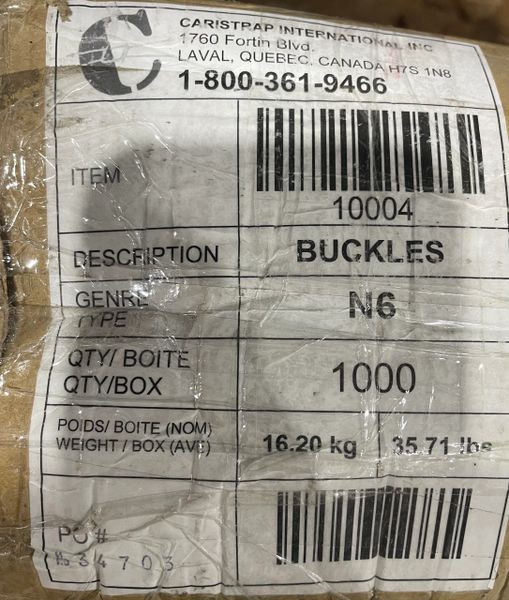 CARISTRAP INTERNATIONAL INC
1760 Fortin Blvd.
LAVAL, QUEBEC, CANADA H7S 1N8
1-800-361-9466
ITEM
10004
DESCRIPTION
BUCKLES
GENRE
TYPE
N6
QTY/ BOITE
QTY/BOX
1000
POIDS/ BOITE (NOM)
WEIGHT / BOX (AVE)
16.20 kg
35.71 lbs
PO #
34703